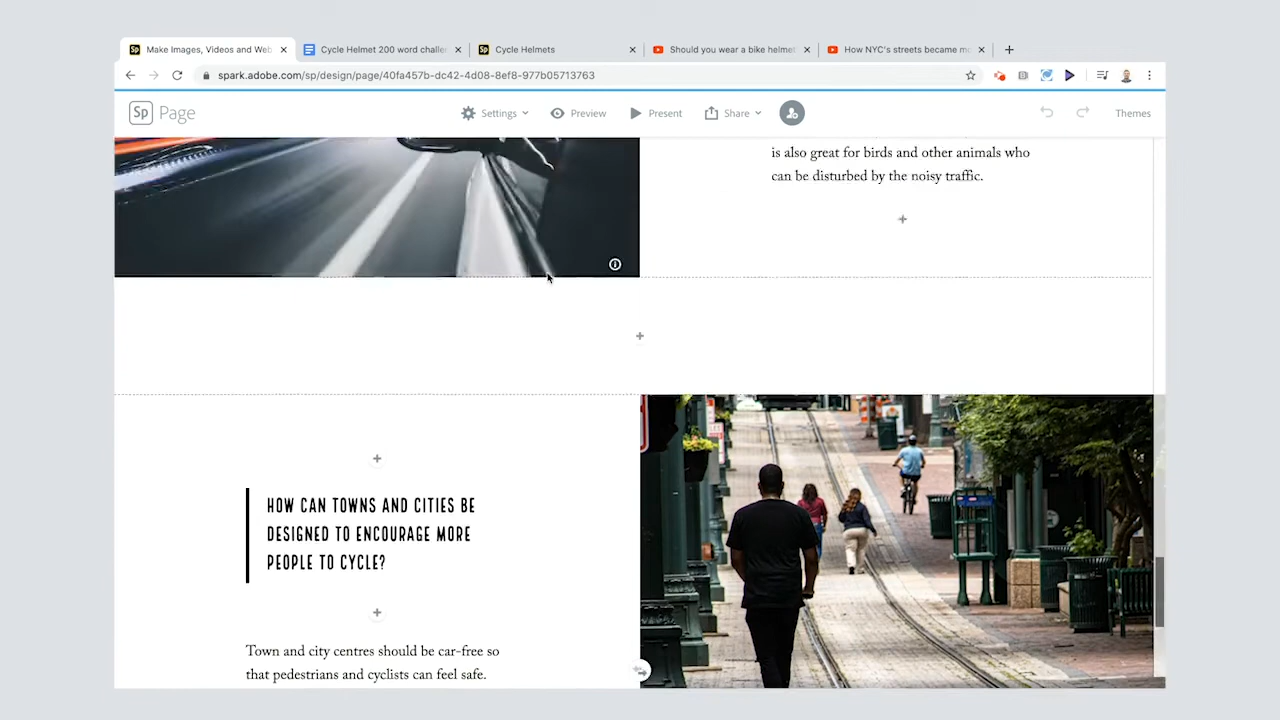 Make Images, Videos and Web
Cycle Helmet 200 word challe
Cycle Helmets
Should you wear a bike helmet
How NYC's streets became mo
spark.adobe.com/sp/design/page/40fa457b-dc42-4d08-8ef8-977b05713763
Sp Page
Settings
Preview
Present
Share
Themes
is also great for birds and other animals who
can be disturbed by the noisy traffic.
HOW CAN TOWNS AND CITIES BE
DESIGNED TO ENCOURAGE MORE
PEOPLE TO CYCLE?
Town and city centres should be car-free so
that pedestrians and cyclists can feel safe.